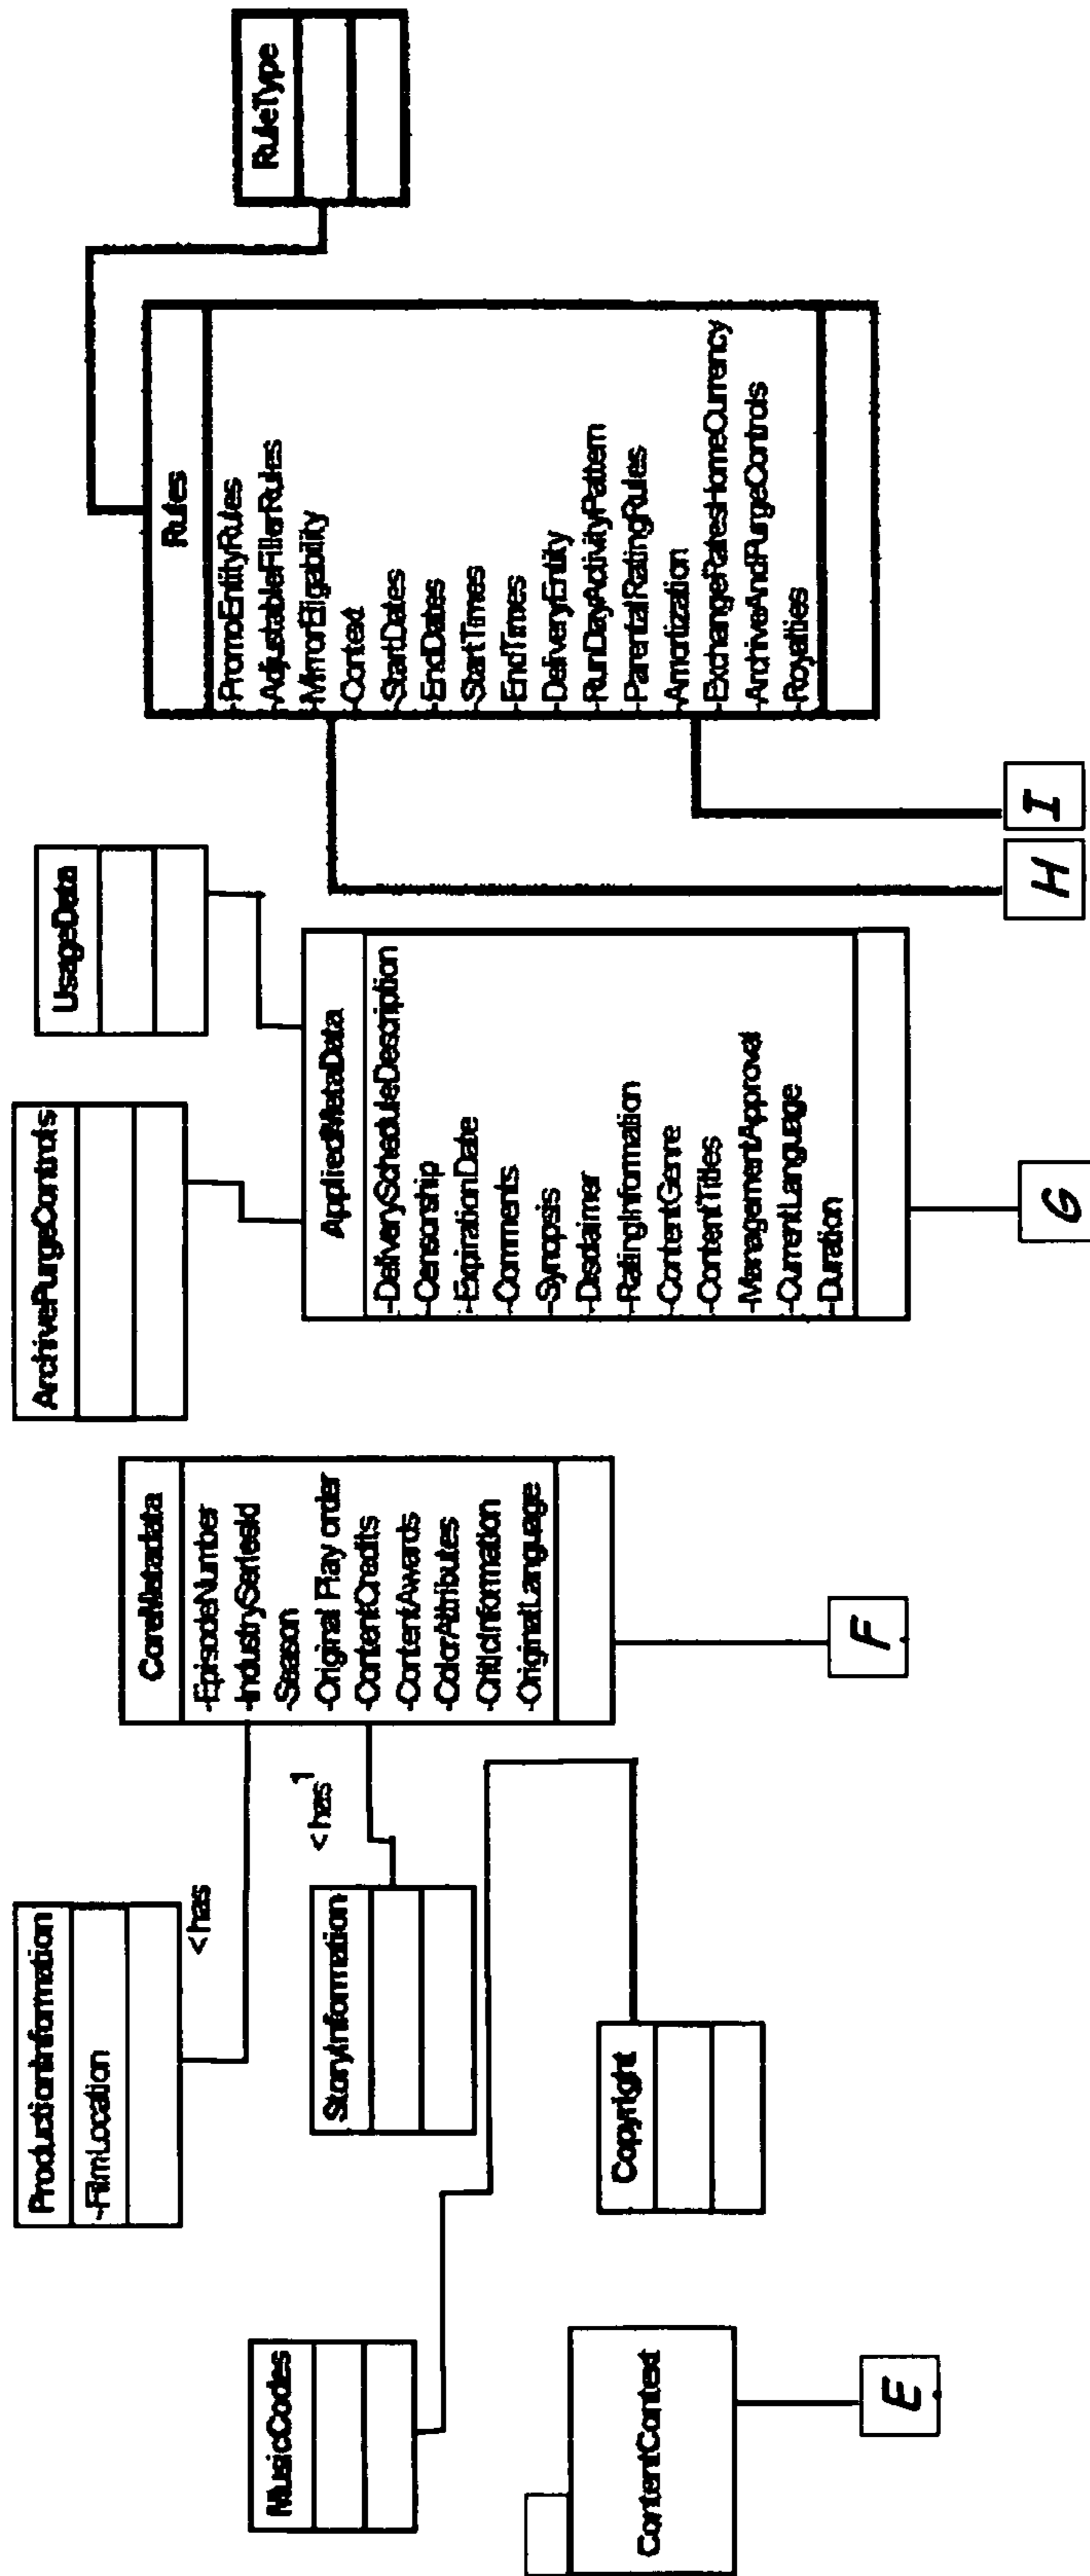 ProductionInformation
-FilmLocation
<has
MusicCodes
StoryInformation
<has
1
Copyright
ContentContext
E
CoreMetadata
-EpisodeNumber
-IndustrySeriesId
-Season
-Original Play order
-ContentCredits
-ContentAwards
-ColorAttributes
-CriticInformation
-OriginalLanguage
F
ArchivePurgeControls
UsageData
AppliedMetaData
-DeliveryScheduleDescription
-Censorship
-ExpirationDate
-Comments
-Synopsis
-Disclaimer
-RatingInformation
-ContentGenre
-ContentTitles
-ManagementApproval
-CurrentLanguage
-Duration
G
Rules
-PromoEntityRules
-AdjustableFillerRules
-MirrorEligability
-Context
-StartDates
-EndDates
-StartTimes
-EndTimes
-DeliveryEntity
-RunDayActivityPattern
-ParentalRatingRules
-Amortization
-ExchangeRatesHomeCurrency
-ArchiveAndPurgeControls
-Royalties
H
I
RuleType